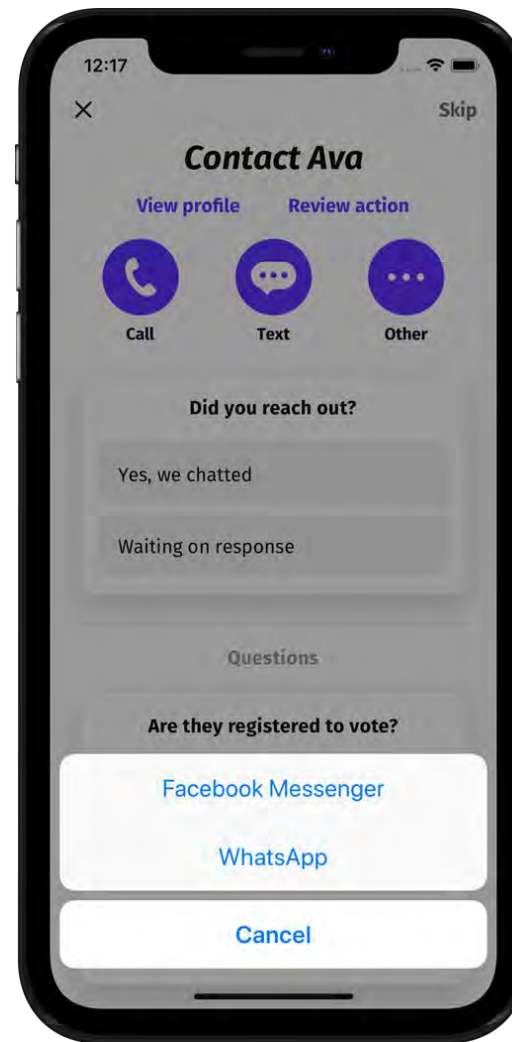 12:17
Skip
Contact Ava
View profile Review action
Call Text Other
Did you reach out?
Yes, we chatted
Waiting on response
Questions
Are they registered to vote?
Facebook Messenger
WhatsApp
Cancel